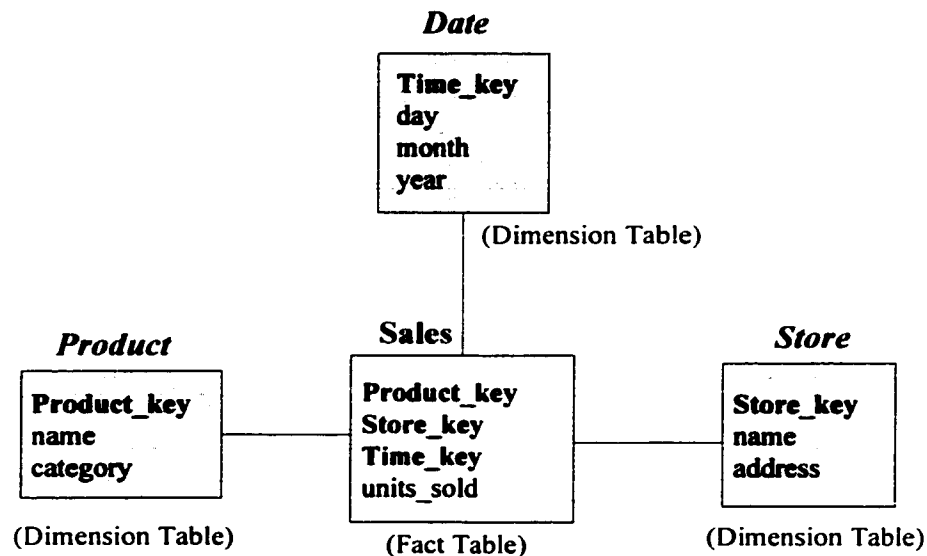 Date
Time_key
day
month
year
(Dimension Table)
Product
Product_key
name
category
(Dimension Table)
Sales
Product_key
Store_key
Time_key
units_sold
(Fact Table)
Store
Store_key
name
address
(Dimension Table)